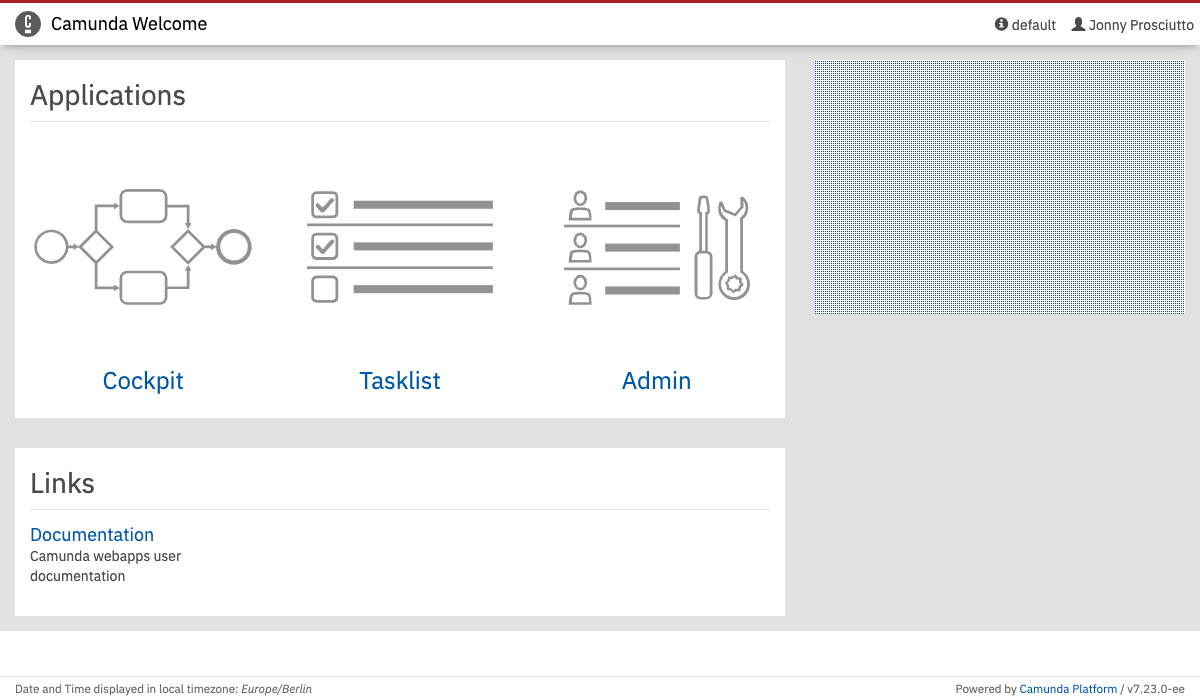 Camunda Welcome
default
Jonny Prosciutto
Applications
Cockpit
Tasklist
Admin
Links
Documentation
Camunda webapps user
documentation
Date and Time displayed in local timezone: Europe/Berlin
Powered by Camunda Platform / v7.23.0-ee